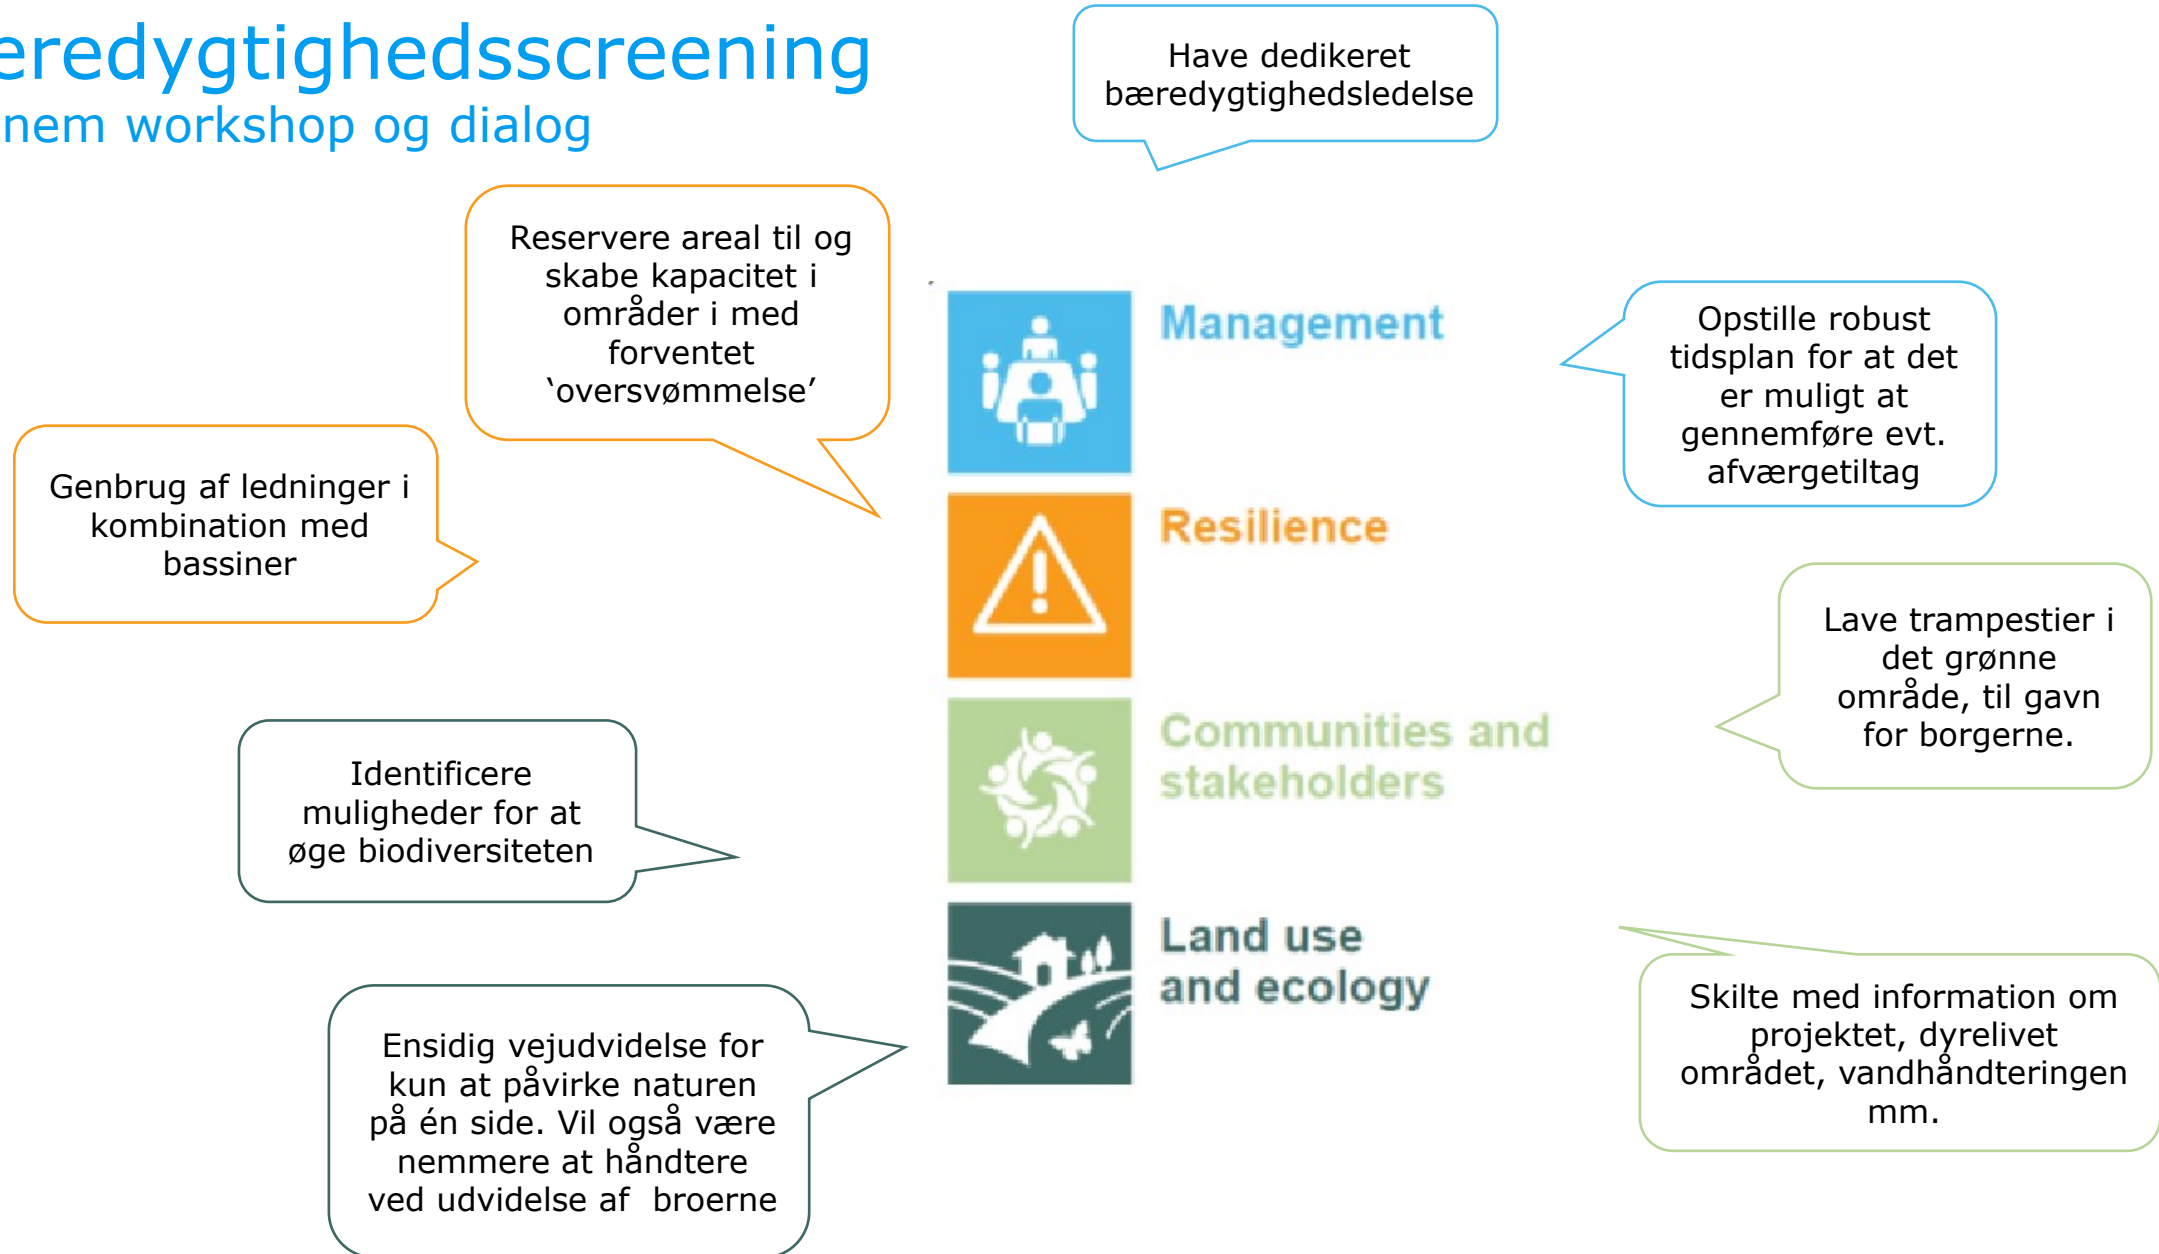 æredygtighedsscreening
nem workshop og dialog
Have dedikeret
bæredygtighedsledelse
Reservere areal til og
skabe kapacitet i
områder i med
forventet
‘oversvømmelse’
Genbrug af ledninger i
kombination med
bassiner
Identificere
muligheder for at
øge biodiversiteten
Ensidig vejudvidelse for
kun at påvirke naturen
på én side. Vil også være
nemmere at håndtere
ved udvidelse af broerne
Management
Resilience
Communities and
stakeholders
Land use
and ecology
Opstille robust
tidsplan for at det
er muligt at
gennemføre evt.
afværgetiltag
Lave trampestier i
det grønne
område, til gavn
for borgerne.
Skilte med information om
projektet, dyrelivet
området, vandhåndteringen
mm.